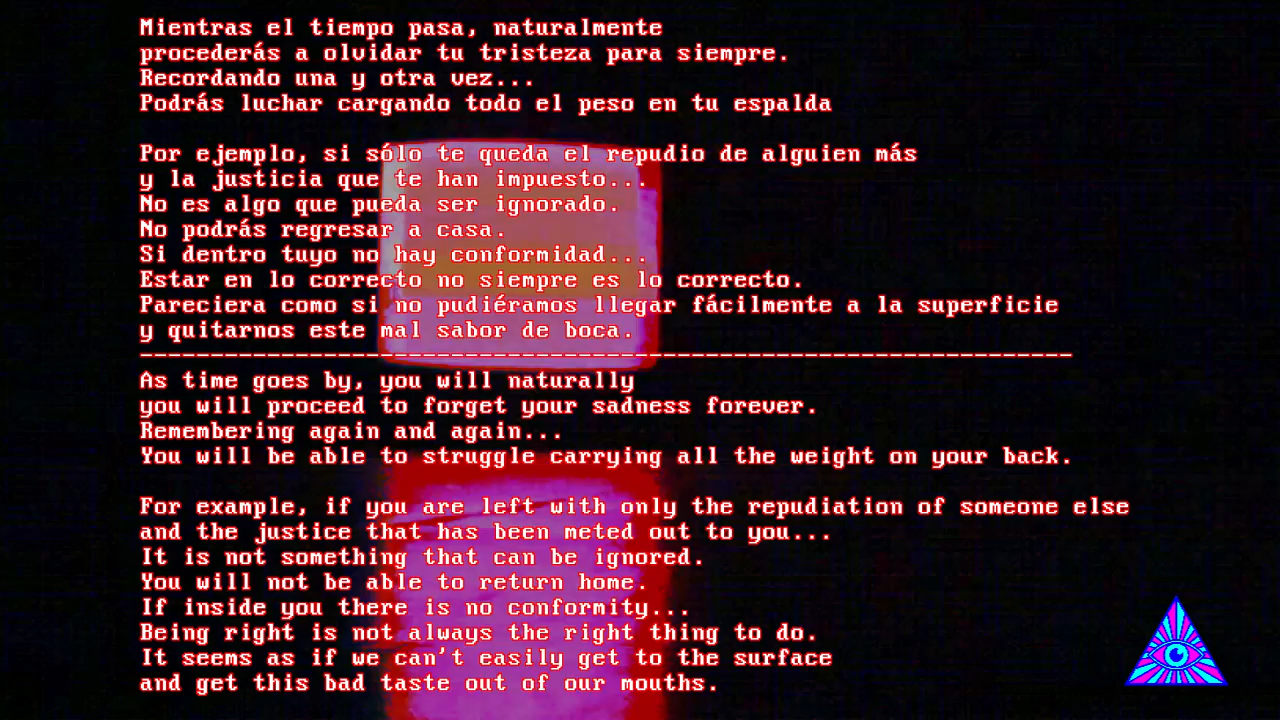 Mientras el tiempo pasa, naturalmente
procederás a olvidar tu tristeza para siempre.
Recordando una y otra vez...
Podrás luchar cargando todo el peso en tu espalda
Por ejemplo, si sólo te queda el repudio de alguien más
y la justicia que te han impuesto...
No es algo que pueda ser ignorado.
No podrás regresar a casa.
Si dentro tuyo no hay conformidad...
Estar en lo correcto no siempre es lo correcto.
Pareciera como si no pudiéramos llegar fácilmente a la superficie
y quitarnos este mal sabor de boca.
------------------------------------------------------------------
As time goes by, you will naturally
you will proceed to forget your sadness forever.
Remembering again and again...
You will be able to struggle carrying all the weight on your back.
For example, if you are left with only the repudiation of someone else
and the justice that has been meted out to you...
It is not something that can be ignored.
You will not be able to return home.
If inside you there is no conformity...
Being right is not always the right thing to do.
It seems as if we can't easily get to the surface
and get this bad taste out of our mouths.